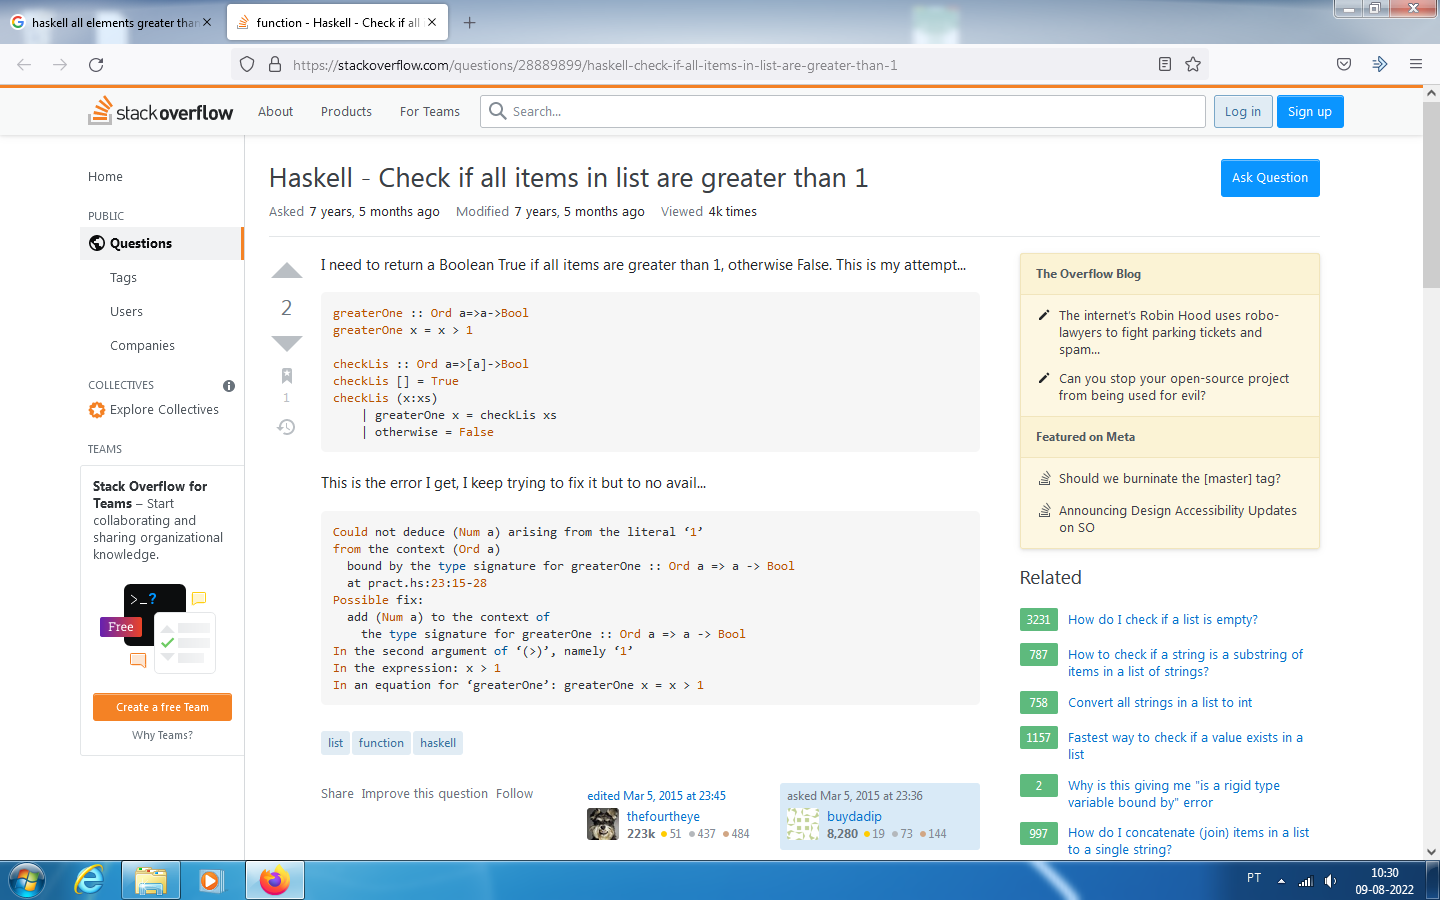 haskell all elements greater than
function - Haskell - Check if all
https://stackoverflow.com/questions/28889899/haskell-check-if-all-items-in-list-are-greater-than-1
stack overflow
About
Products
For Teams
Search...
Log in
Sign up
Home
PUBLIC
Questions
Tags
Users
Companies
COLLECTIVES
Explore Collectives
TEAMS
Stack Overflow for
Teams – Start
collaborating and
sharing organizational
knowledge.
>_?
Free
Create a free Team
Why Teams?
Haskell - Check if all items in list are greater than 1
Ask Question
Asked 7 years, 5 months ago Modified 7 years, 5 months ago Viewed 4k times
2
1
I need to return a Boolean True if all items are greater than 1, otherwise False. This is my attempt...
greaterOne :: Ord a=>a->Bool
greaterOne x = x > 1
checkLis :: Ord a=>[a]->Bool
checkLis [] = True
checkLis (x:xs)
    | greaterOne x = checkLis xs
    | otherwise = False
This is the error I get, I keep trying to fix it but to no avail...
Could not deduce (Num a) arising from the literal ‘1’
from the context (Ord a)
  bound by the type signature for greaterOne :: Ord a => a -> Bool
  at pract.hs:23:15-28
Possible fix:
  add (Num a) to the context of
    the type signature for greaterOne :: Ord a => a -> Bool
In the second argument of ‘(>)’, namely ‘1’
In the expression: x > 1
In an equation for ‘greaterOne’: greaterOne x = x > 1
list
function
haskell
Share Improve this question Follow
edited Mar 5, 2015 at 23:45
thefourtheye
223k 51 437 484
asked Mar 5, 2015 at 23:36
buydadip
8,280 19 73 144
The Overflow Blog
The internet’s Robin Hood uses robo-
lawyers to fight parking tickets and
spam...
Can you stop your open-source project
from being used for evil?
Featured on Meta
Should we burninate the [master] tag?
Announcing Design Accessibility Updates
on SO
Related
3231 How do I check if a list is empty?
787 How to check if a string is a substring of
items in a list of strings?
758 Convert all strings in a list to int
1157 Fastest way to check if a value exists in a
list
2 Why is this giving me "is a rigid type
variable bound by" error
997 How do I concatenate (join) items in a list
to a single string?
PT
10:30
09-08-2022